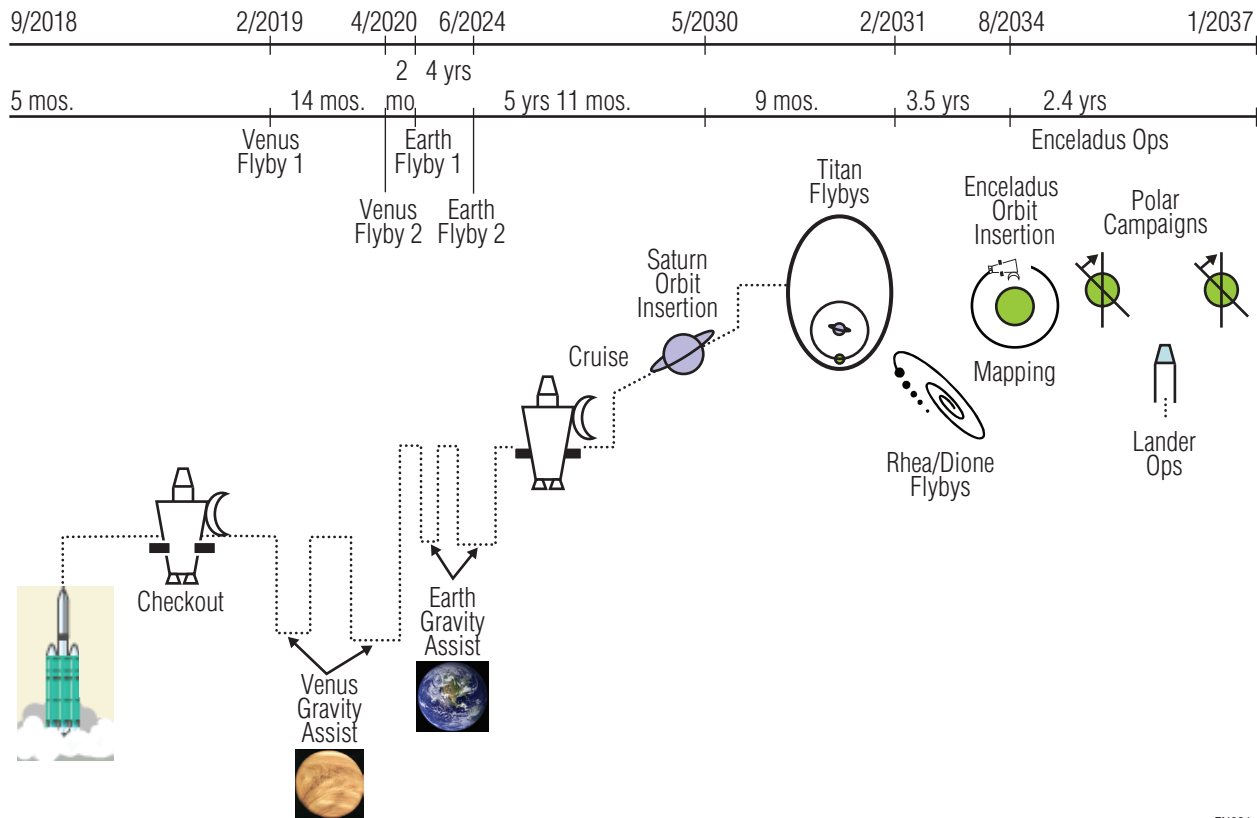 9/2018 2/2019 4/2020 6/2024 5/2030 2/2031 8/2034 1/2037
2 4 yrs
5 mos. 14 mos. mo 5 yrs 11 mos. 9 mos. 3.5 yrs 2.4 yrs
Venus
Flyby 1
Earth
Flyby 1
Venus
Flyby 2
Earth
Flyby 2
Enceladus Ops
Titan
Flybys
Enceladus
Orbit
Insertion
Polar
Campaigns
Saturn
Orbit
Insertion
Cruise
Mapping
Rhea/Dione
Flybys
Lander
Ops
Checkout
Earth
Gravity
Assist
Venus
Gravity
Assist